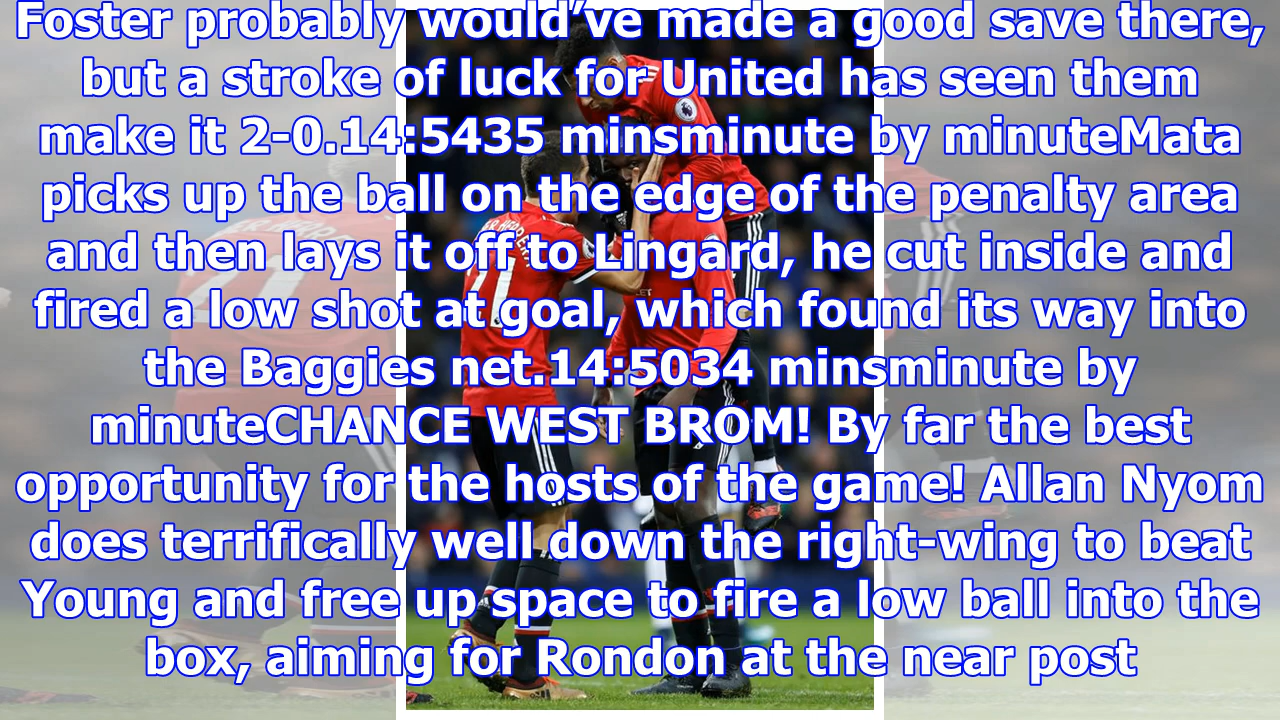 Foster probably would’ve made a good save there,
but a stroke of luck for United has seen them
make it 2-0.14:5435 minsminute by minuteMata
picks up the ball on the edge of the penalty area
and then lays it off to Lingard, he cut inside and
fired a low shot at goal, which found its way into
the Baggies net.14:5034 minsminute by
minuteCHANCE WEST BROM! By far the best
opportunity for the hosts of the game! Allan Nyom
does terrifically well down the right-wing to beat
Young and free up space to fire a low ball into the
box, aiming for Rondon at the near post
21